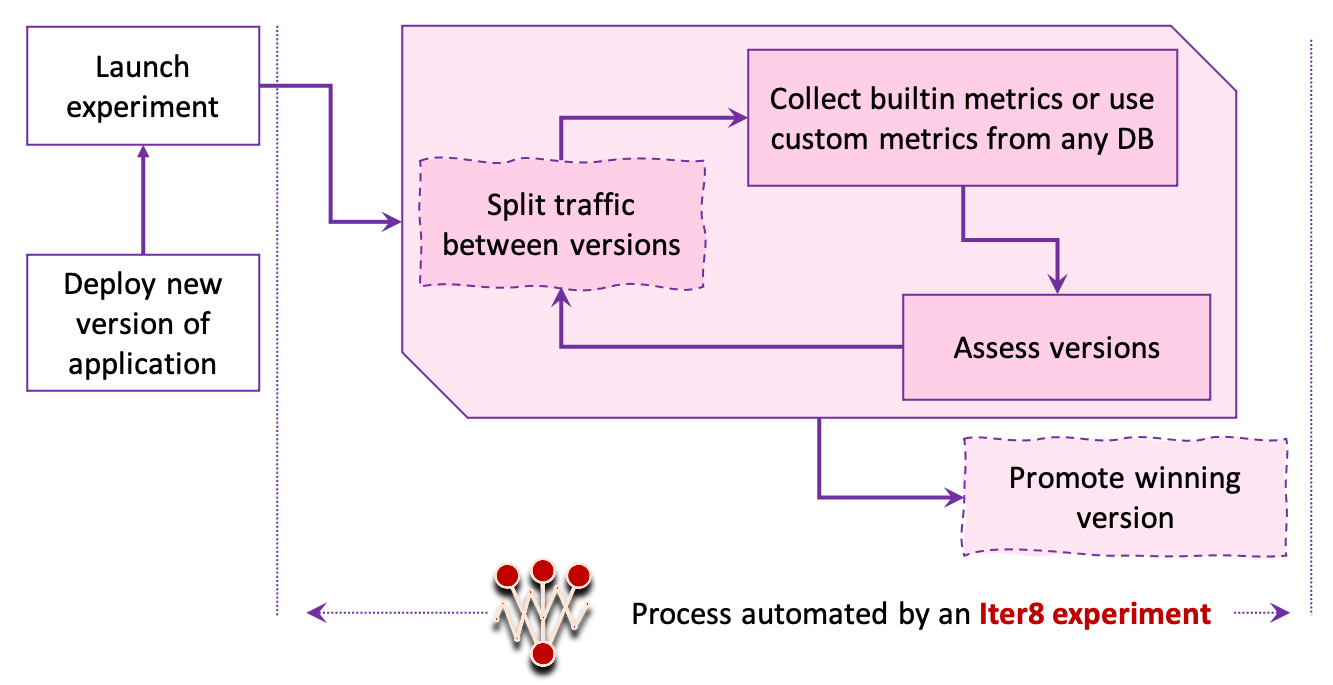 Launch
experiment
Deploy new
version of
application
Split traffic
between versions
Collect builtin metrics or use
custom metrics from any DB
Assess versions
Promote winning
version
Process automated by an Iter8 experiment